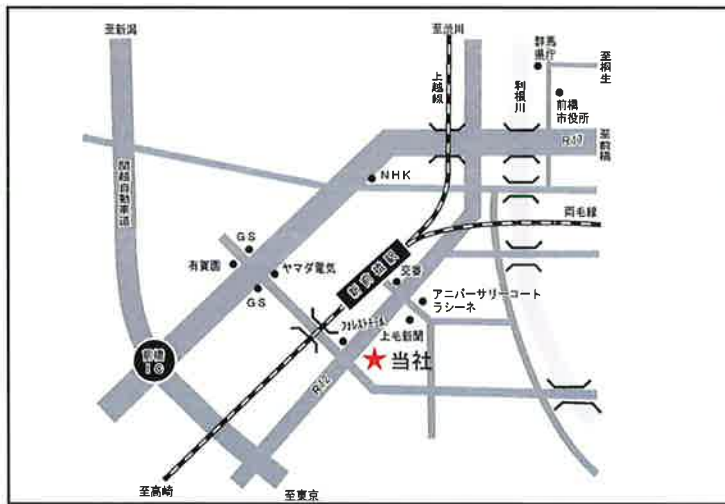 至新潟
至渋川
群馬
県庁
至桐生
上越線
利根川
前橋
市役所
至前橋
R17
関越自動車道
NHK
両毛線
GS
有賀園
ヤマダ電気
GS
新前橋駅
交番
アニバーサリーコート
ラシーネ
上毛新聞
前橋
IC
当社
R12
至高崎
至東京